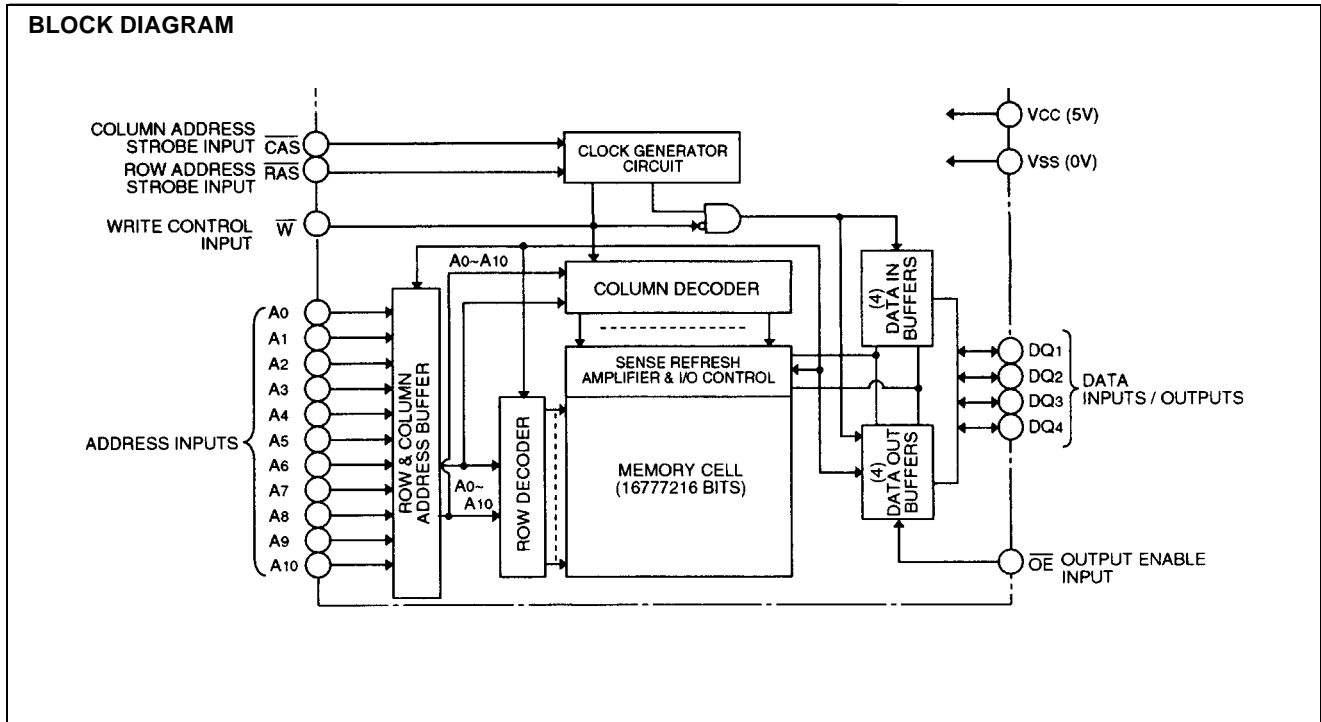 BLOCK DIAGRAM
COLUMN ADDRESS
STROBE INPUT CAS
ROW ADDRESS RAS
STROBE INPUT
WRITE CONTROL W
INPUT
CLOCK GENERATOR
CIRCUIT
VCC (5V)
VSS (0V)
A0~A10
COLUMN DECODER
(4)
DATA IN
BUFFERS
ADDRESS INPUTS
A0
A1
A2
A3
A4
A5
A6
A7
A8
A9
A10
ROW & COLUMN
ADDRESS BUFFER
A0~
A10
ROW DECODER
SENSE REFRESH
AMPLIFIER & I/O CONTROL
MEMORY CELL
(16777216 BITS)
(4)
DATA OUT
BUFFERS
DQ1
DQ2
DQ3
DQ4
DATA
INPUTS / OUTPUTS
OE OUTPUT ENABLE
INPUT